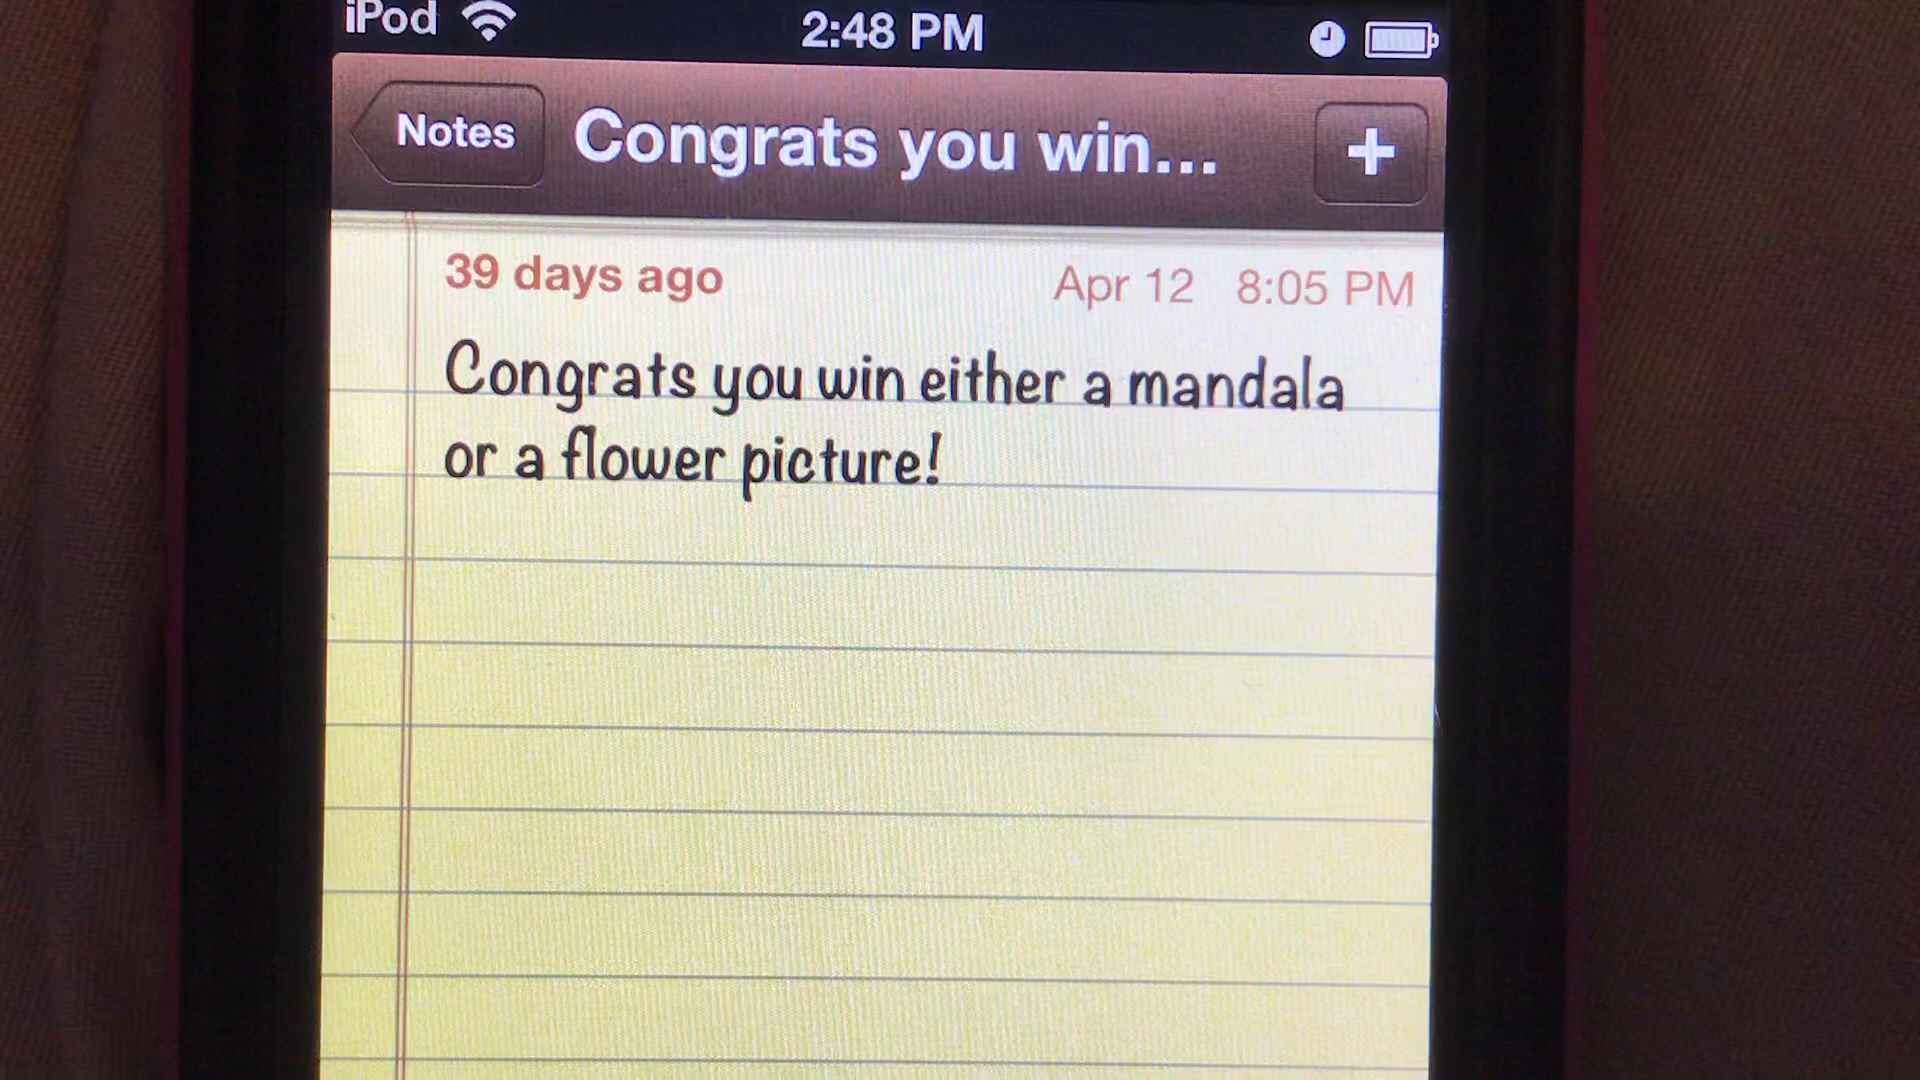 iPod 2:48 PM
Notes Congrats you win... +
39 days ago Apr 12 8:05 PM
Congrats you win either a mandala
or a flower picture!